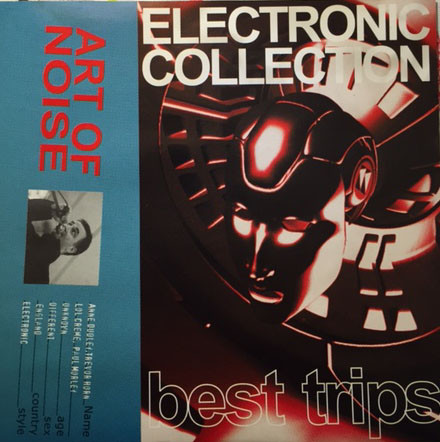 ELECTRONIC
COLLECTION
best trips
ART OF
NOISE
ANNE DUDLEY, TREVOR HORN Name
LOL CREME, PAUL MORLEY
UNKNOWN age
DIFFERENT sex
ENGLAND country
ELECTRONIC style